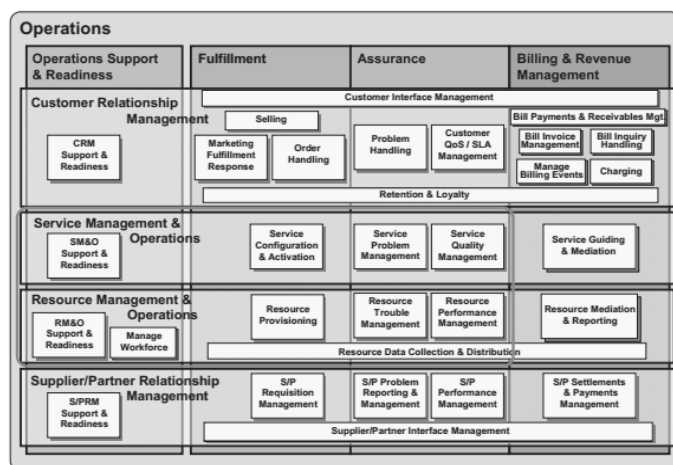 Operations
Operations Support
& Readiness
Fulfillment
Assurance
Billing & Revenue
Management
Customer Relationship
Management
Customer Interface Management
Selling
Bill Payments & Receivables Mgt.
CRM
Support &
Readiness
Marketing
Fulfillment
Response
Order
Handling
Problem
Handling
Customer
QoS / SLA
Management
Bill Invoice
Management
Bill Inquiry
Handling
Manage
Billing Events
Charging
Retention & Loyalty
Service Management &
Operations
SM&O
Support &
Readiness
Service
Configuration
& Activation
Service
Problem
Management
Service
Quality
Management
Service Guiding
& Mediation
Resource Management &
Operations
RM&O
Support &
Readiness
Manage
Workforce
Resource
Provisioning
Resource
Trouble
Management
Resource
Performance
Management
Resource Mediation
& Reporting
Resource Data Collection & Distribution
Supplier/Partner Relationship
Management
S/PRM
Support &
Readiness
S/P
Requisition
Management
S/P Problem
Reporting &
Management
S/P
Performance
Management
S/P Settlements
& Payments
Management
Supplier/Partner Interface Management